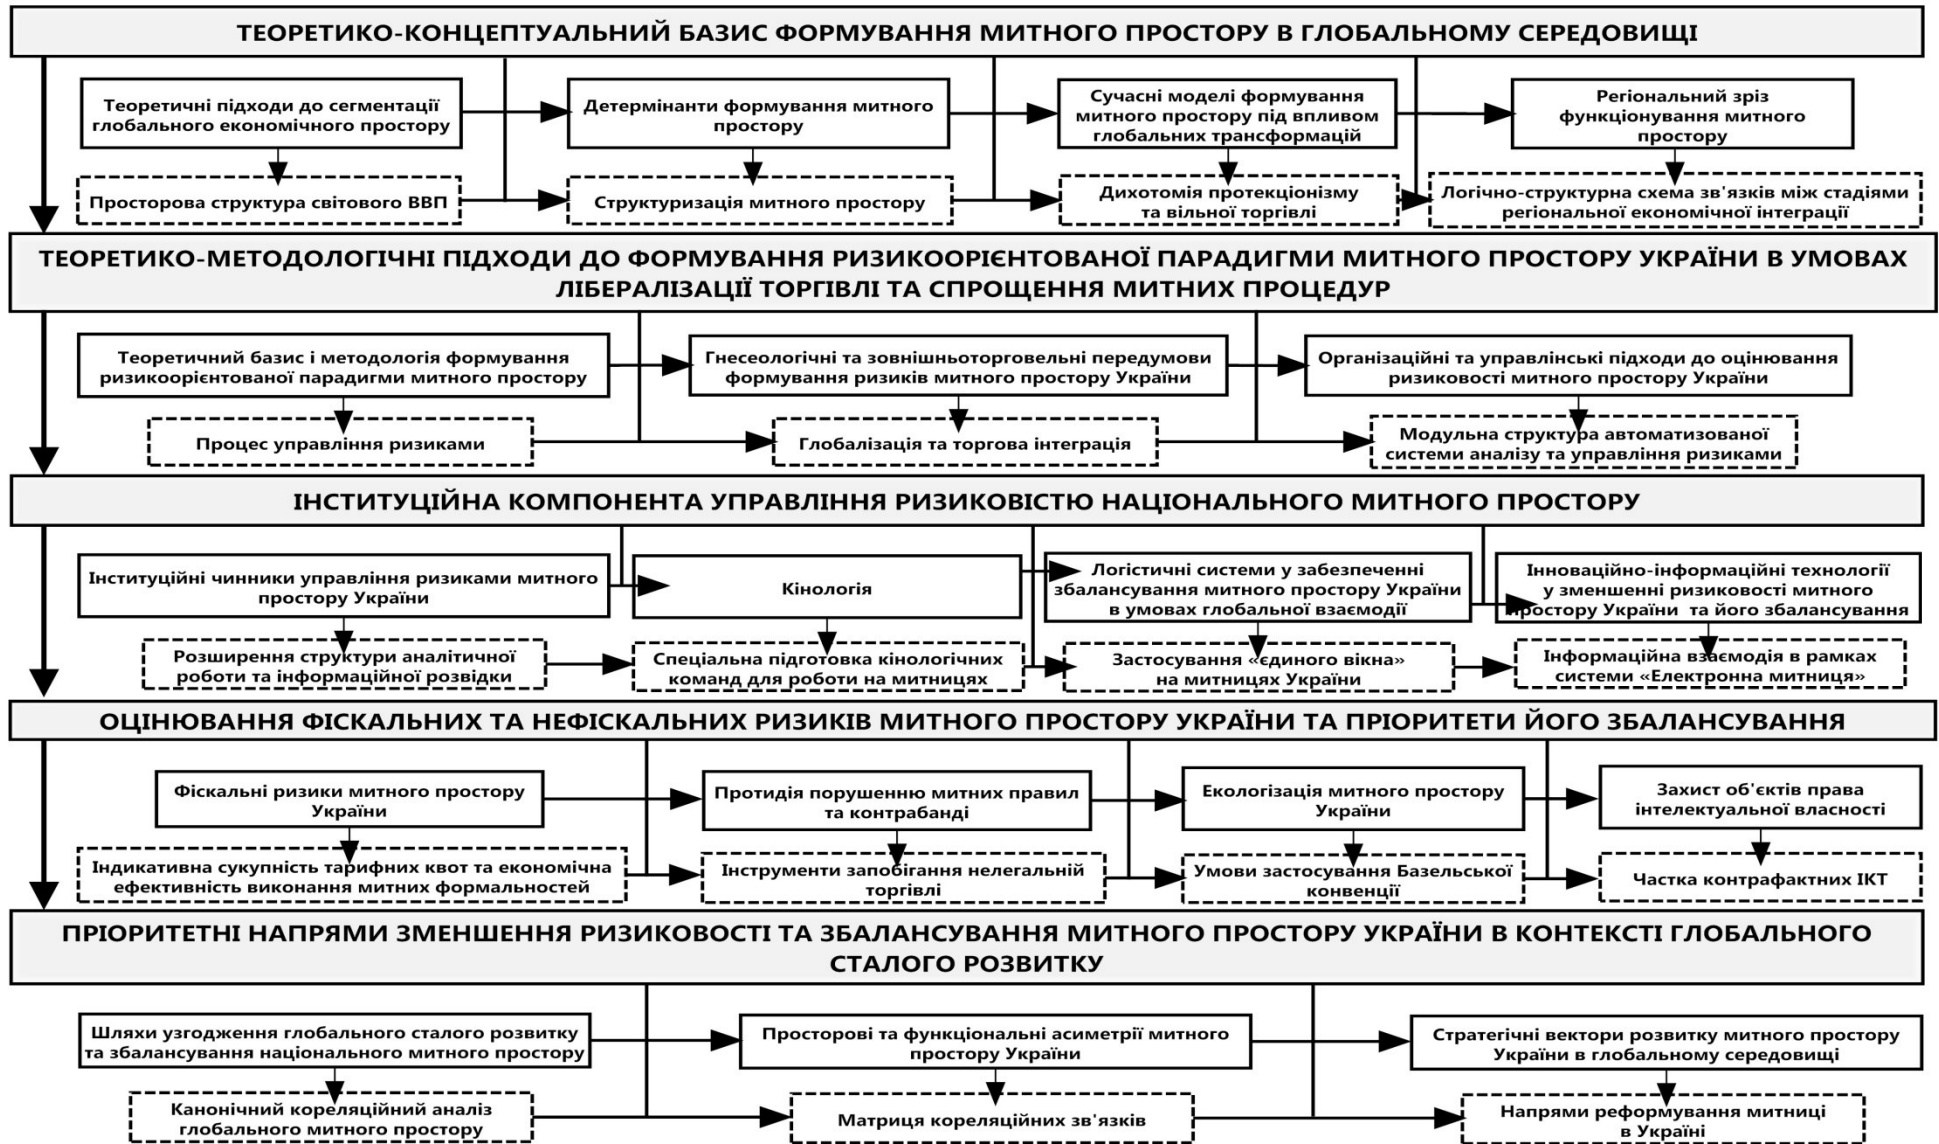 ТЕОРЕТИКО-КОНЦЕПТУАЛЬНИЙ БАЗИС ФОРМУВАННЯ МИТНОГО ПРОСТОРУ В ГЛОБАЛЬНОМУ СЕРЕДОВИЩІ
Теоретичні підходи до сегментації
глобального економічного простору
Детермінанти формування митного
простору
Сучасні моделі формування
митного простору під впливом
глобальних трансформацій
Регіональний зріз
функціонування митного
простору
Просторова структура світового ВВП
Структуризація митного простору
Дихотомія протекціонізму
та вільної торгівлі
Логічно-структурна схема зв'язків між стадіями
регіональної економічної інтеграції
ТЕОРЕТИКО-МЕТОДОЛОГІЧНІ ПІДХОДИ ДО ФОРМУВАННЯ РИЗИКООРІЄНТОВАНОЇ ПАРАДИГМИ МИТНОГО ПРОСТОРУ УКРАЇНИ В УМОВАХ
ЛІБЕРАЛІЗАЦІЇ ТОРГІВЛІ ТА СПРОЩЕННЯ МИТНИХ ПРОЦЕДУР
Теоретичний базис і методологія формування
ризикоорієнтованої парадигми митного простору
Гнесеологічні та зовнішньоторговельні передумови
формування ризиків митного простору України
Організаційні та управлінські підходи до оцінювання
ризиковості митного простору України
Процес управління ризиками
Глобалізація та торгова інтеграція
Модульна структура автоматизованої
системи аналізу та управління ризиками
ІНСТИТУЦІЙНА КОМПОНЕНТА УПРАВЛІННЯ РИЗИКОВІСТЮ НАЦІОНАЛЬНОГО МИТНОГО ПРОСТОРУ
Інституційні чинники управління ризиками митного
простору України
Кінологія
Логістичні системи у забезпеченні
збалансування митного простору України
в умовах глобальної взаємодії
Інноваційно-інформаційні технології
у зменшенні ризиковості митного
простору України та його збалансування
Розширення структури аналітичної
роботи та інформаційної розвідки
Спеціальна підготовка кінологічних
команд для роботи на митницях
Застосування «єдиного вікна»
на митницях України
Інформаційна взаємодія в рамках
системи «Електронна митниця»
ОЦІНЮВАННЯ ФІСКАЛЬНИХ ТА НЕФІСКАЛЬНИХ РИЗИКІВ МИТНОГО ПРОСТОРУ УКРАЇНИ ТА ПРІОРИТЕТИ ЙОГО ЗБАЛАНСУВАННЯ
Фіскальні ризики митного простору
України
Протидія порушенню митних правил
та контрабанді
Екологізація митного простору
України
Захист об'єктів права
інтелектуальної власності
Індикативна сукупність тарифних квот та економічна
ефективність виконання митних формальностей
Інструменти запобігання нелегальній
торгівлі
Умови застосування Базельської
конвенції
Частка контрафактних ІКТ
ПРІОРИТЕТНІ НАПРЯМИ ЗМЕНШЕННЯ РИЗИКОВОСТІ ТА ЗБАЛАНСУВАННЯ МИТНОГО ПРОСТОРУ УКРАЇНИ В КОНТЕКСТІ ГЛОБАЛЬНОГО
СТАЛОГО РОЗВИТКУ
Шляхи узгодження глобального сталого розвитку
та збалансування національного митного простору
Просторові та функціональні асиметрії митного
простору України
Стратегічні вектори розвитку митного простору
України в глобальному середовищі
Канонічний кореляційний аналіз
глобального митного простору
Матриця кореляційних зв'язків
Напрями реформування митниці
в Україні